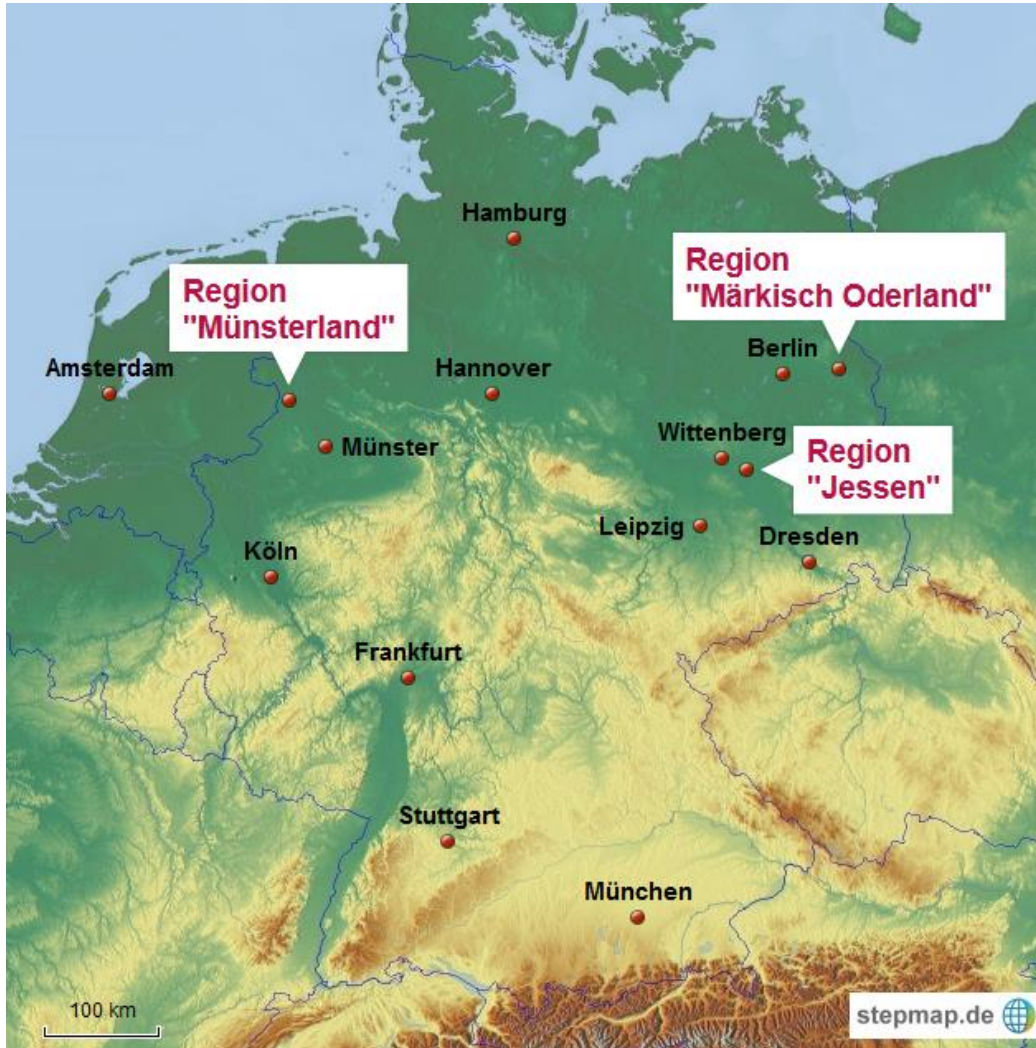 Hamburg
Region
"Märkisch Oderland"
Region
"Münsterland"
Berlin
Amsterdam
Hannover
Wittenberg
Münster
Region
"Jessen"
Leipzig
Dresden
Köln
Frankfurt
Stuttgart
München
100 km
stepmap.de